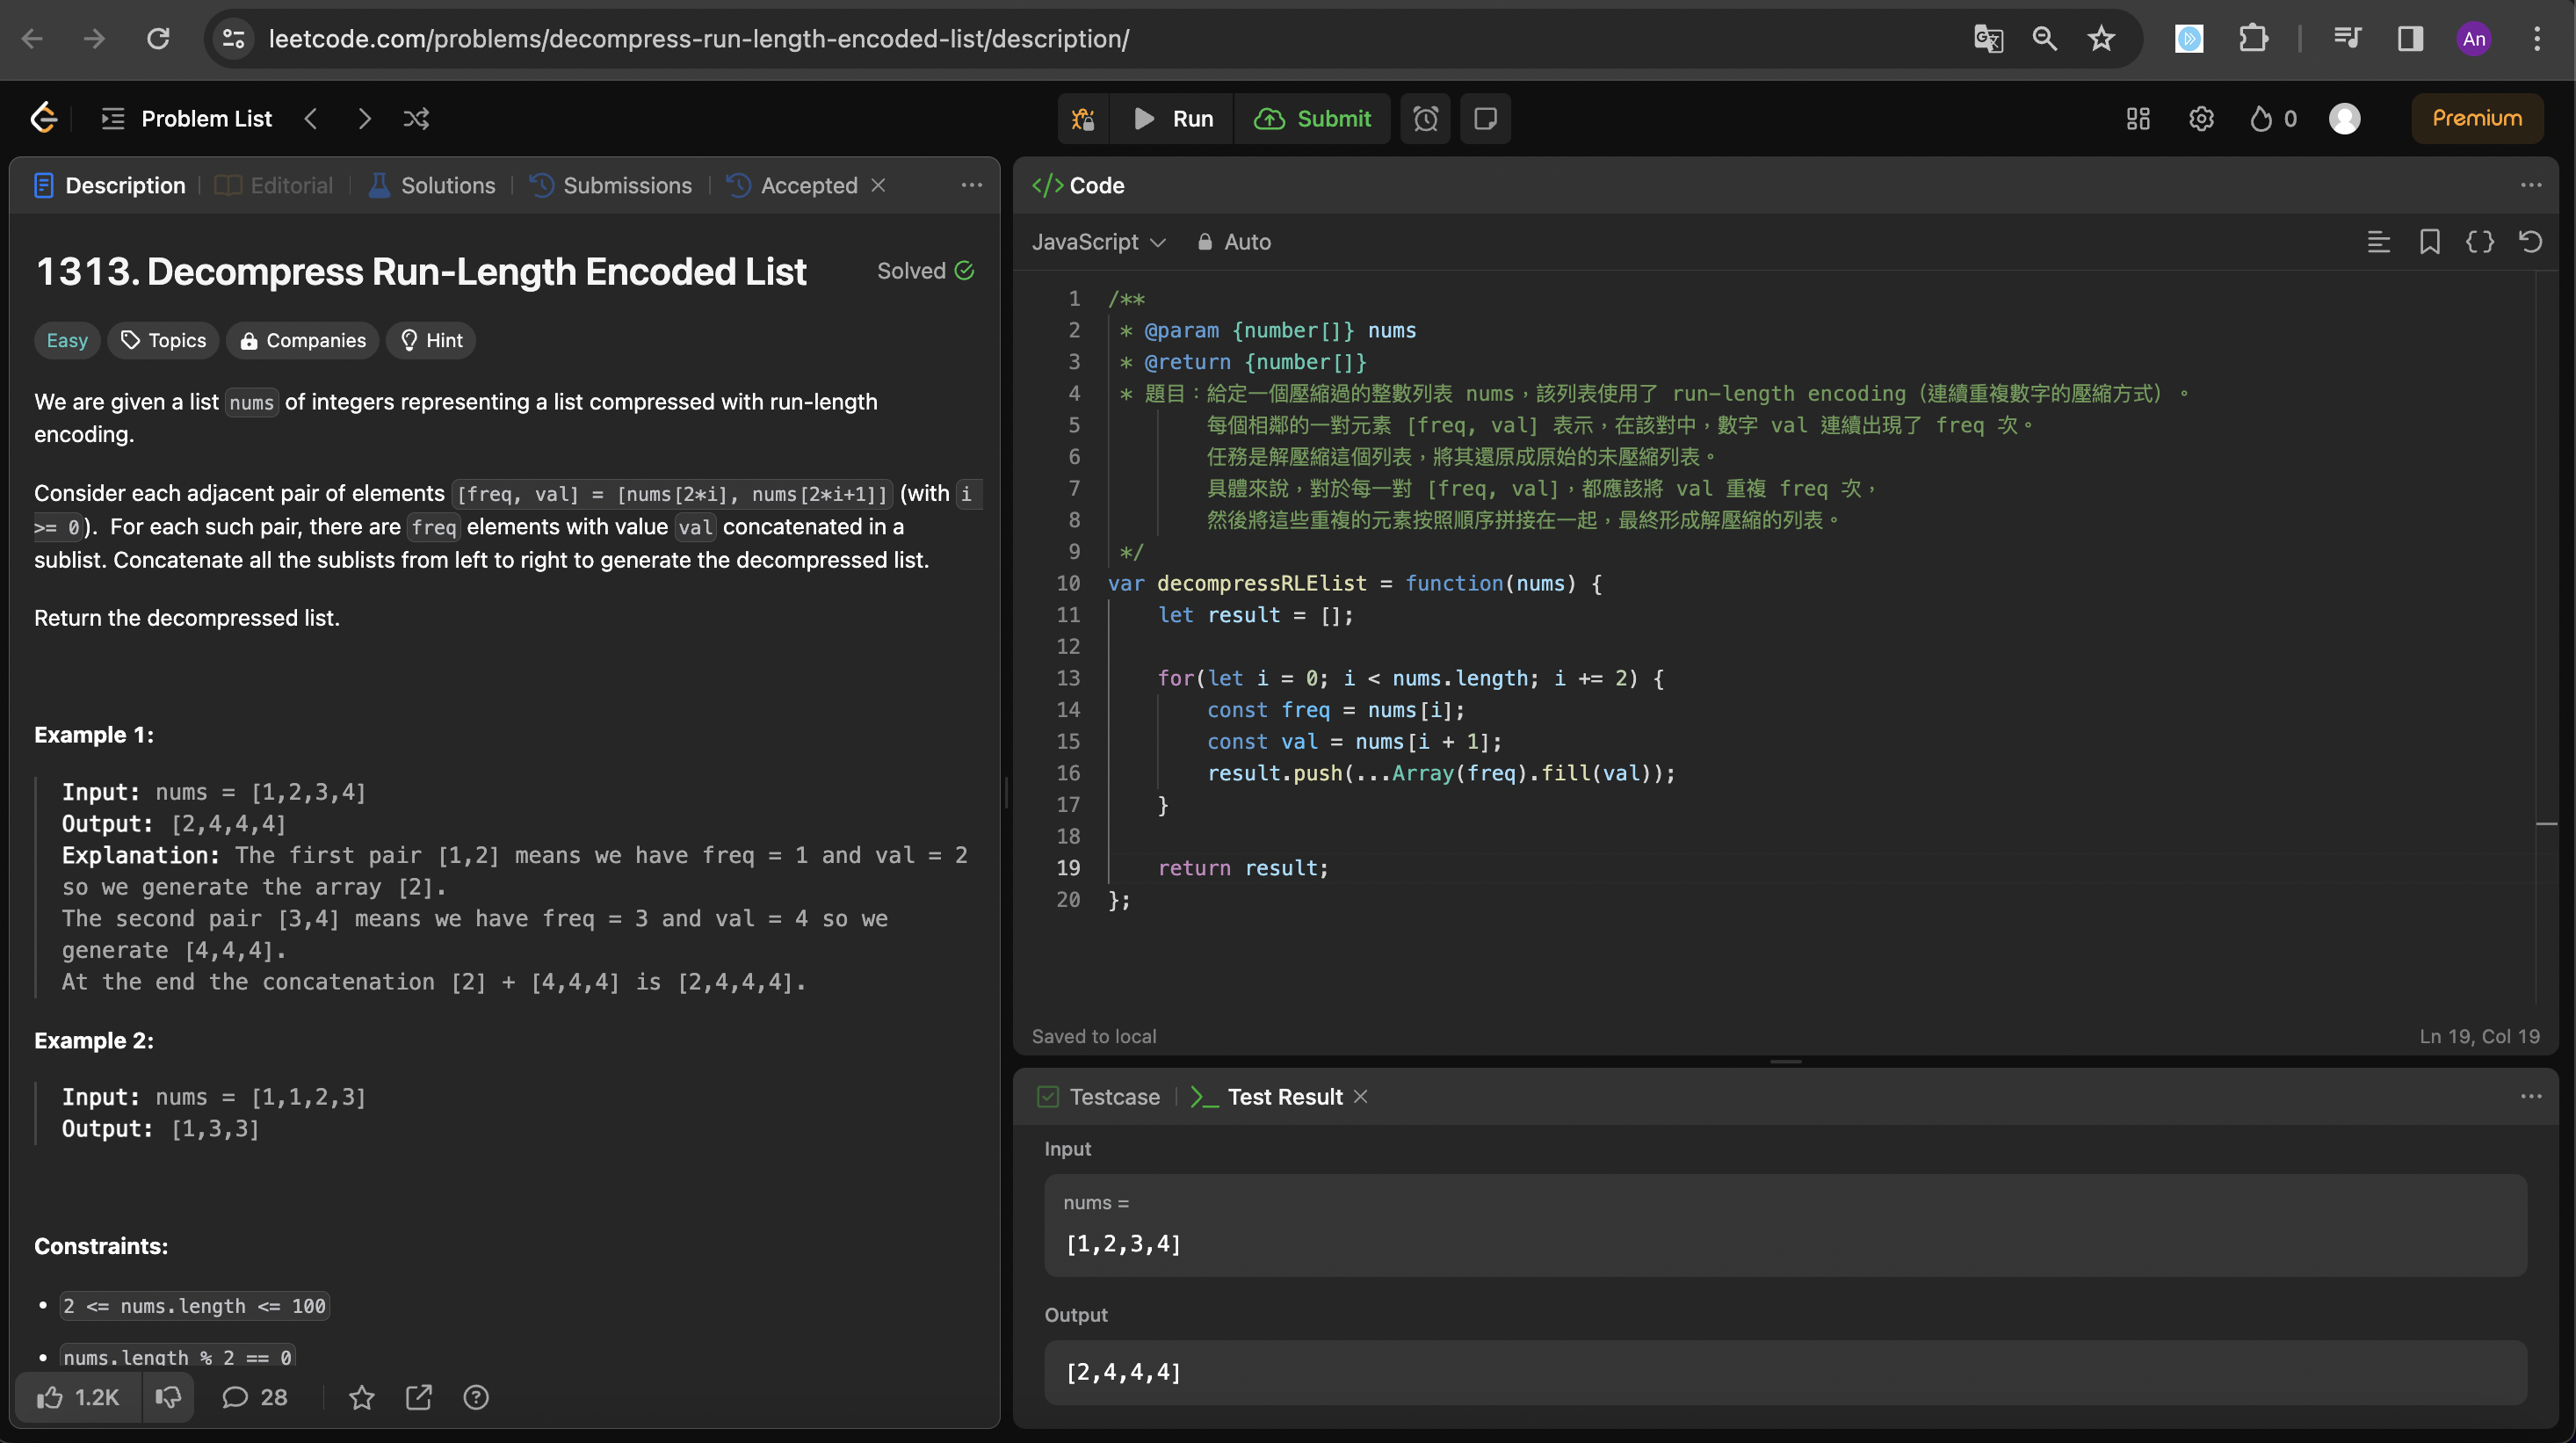 leetcode.com/problems/decompress-run-length-encoded-list/description/
An
Problem List
Run
Submit
0
Premium
Description
Editorial
Solutions
Submissions
Accepted
1313. Decompress Run-Length Encoded List
Solved
Easy
Topics
Companies
Hint
We are given a list nums of integers representing a list compressed with run-length
encoding.
Consider each adjacent pair of elements [freq, val] = [nums[2*i], nums[2*i+1]] (with i
>= 0).  For each such pair, there are freq elements with value val concatenated in a
sublist. Concatenate all the sublists from left to right to generate the decompressed list.
Return the decompressed list.
Example 1:
Input: nums = [1,2,3,4]
Output: [2,4,4,4]
Explanation: The first pair [1,2] means we have freq = 1 and val = 2
so we generate the array [2].
The second pair [3,4] means we have freq = 3 and val = 4 so we
generate [4,4,4].
At the end the concatenation [2] + [4,4,4] is [2,4,4,4].
Example 2:
Input: nums = [1,1,2,3]
Output: [1,3,3]
Constraints:
• 2 <= nums.length <= 100
• nums.length % 2 == 0
1.2K
28
</> Code
JavaScript
Auto
1 /**
2  * @param {number[]} nums
3  * @return {number[]}
4  * 題目：給定一個壓縮過的整數列表 nums，該列表使用了 run-length encoding（連續重複數字的壓縮方式）。
5         每個相鄰的一對元素 [freq, val] 表示，在該對中，數字 val 連續出現了 freq 次。
6         任務是解壓縮這個列表，將其還原成原始的未壓縮列表。
7         具體來說，對於每一對 [freq, val]，都應該將 val 重複 freq 次，
8         然後將這些重複的元素按照順序拼接在一起，最終形成解壓縮的列表。
9  */
10 var decompressRLElist = function(nums) {
11     let result = [];
12
13     for(let i = 0; i < nums.length; i += 2) {
14         const freq = nums[i];
15         const val = nums[i + 1];
16         result.push(...Array(freq).fill(val));
17     }
18
19     return result;
20 };
Saved to local
Ln 19, Col 19
Testcase
Test Result
Input
nums =
[1,2,3,4]
Output
[2,4,4,4]